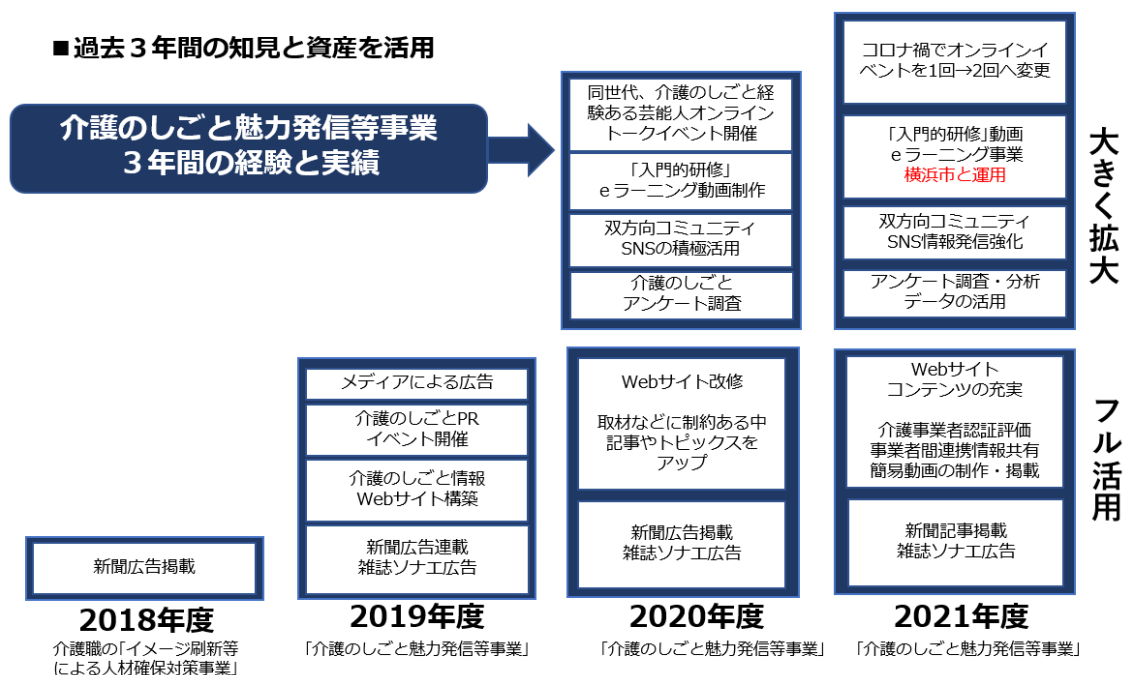 ■過去３年間の知見と資産を活用
介護のしごと魅力発信等事業
３年間の経験と実績
同世代、介護のしごと経
験ある芸能人オンライン
トークイベント開催
「入門的研修」
ｅラーニング動画制作
双方向コミュニティ
SNSの積極活用
介護のしごと
アンケート調査
コロナ禍でオンラインイ
ベントを1回→2回へ変更
「入門的研修」動画
ｅラーニング事業
横浜市と運用
双方向コミュニティ
SNS情報発信強化
アンケート調査・分析
データの活用
大きく拡大
新聞広告掲載
メディアによる広告
介護のしごとPR
イベント開催
介護のしごと情報
Webサイト構築
新聞広告連載
雑誌ソナエ広告
Webサイト改修
取材などに制約ある中
記事やトピックスを
アップ
新聞広告掲載
雑誌ソナエ広告
Webサイト
コンテンツの充実
介護事業者認証評価
事業者間連携情報共有
簡易動画の制作・掲載
新聞記事掲載
雑誌ソナエ広告
フル活用
2018年度
介護職の「イメージ刷新等
による人材確保対策事業」
2019年度
「介護のしごと魅力発信等事業」
2020年度
「介護のしごと魅力発信等事業」
2021年度
「介護のしごと魅力発信等事業」